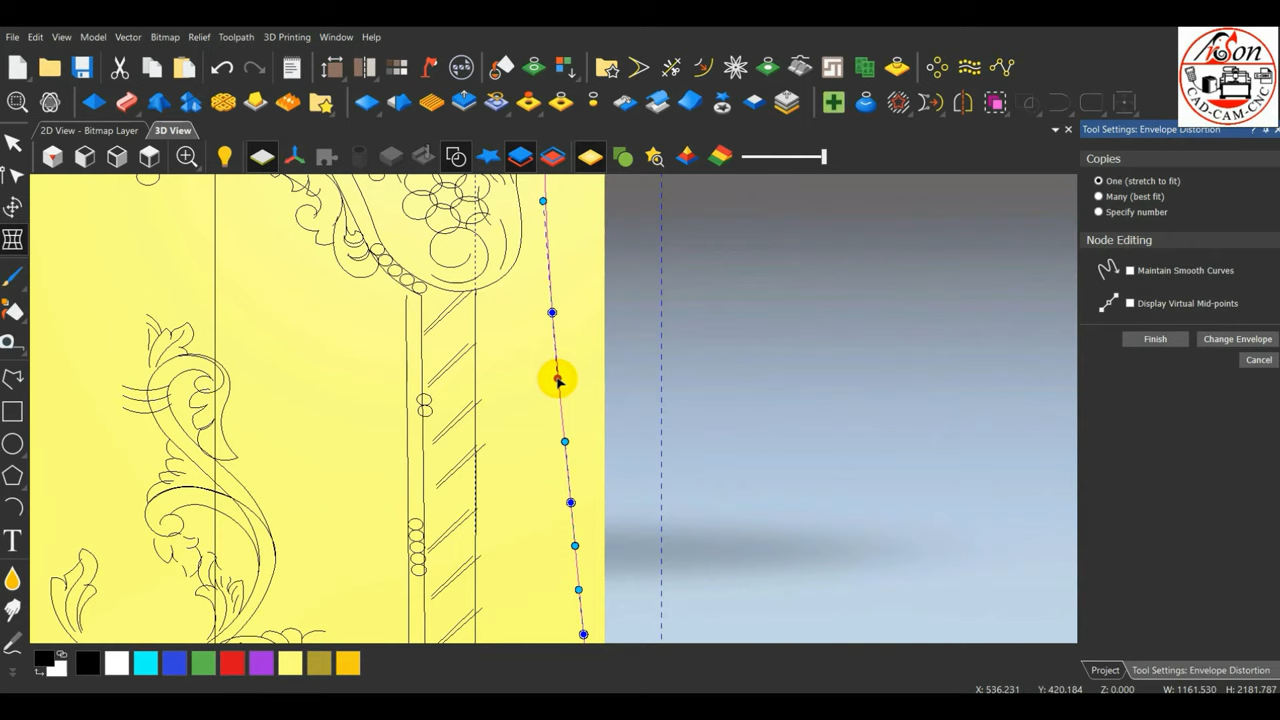 File Edit View Model Vector Bitmap Relief Toolpath 3D Printing Window Help
ArSon
CAD-CAM-CNC
2D View - Bitmap Layer 3D View
Tool Settings: Envelope Distortion
Copies
One (stretch to fit)
Many (best fit)
Specify number
Node Editing
Maintain Smooth Curves
Display Virtual Mid-points
Finish Change Envelope
Cancel
Project Tool Settings: Envelope Distortion
X: 536.231 Y: 420.184 Z: 0.000 W: 1161.530 H: 2181.787